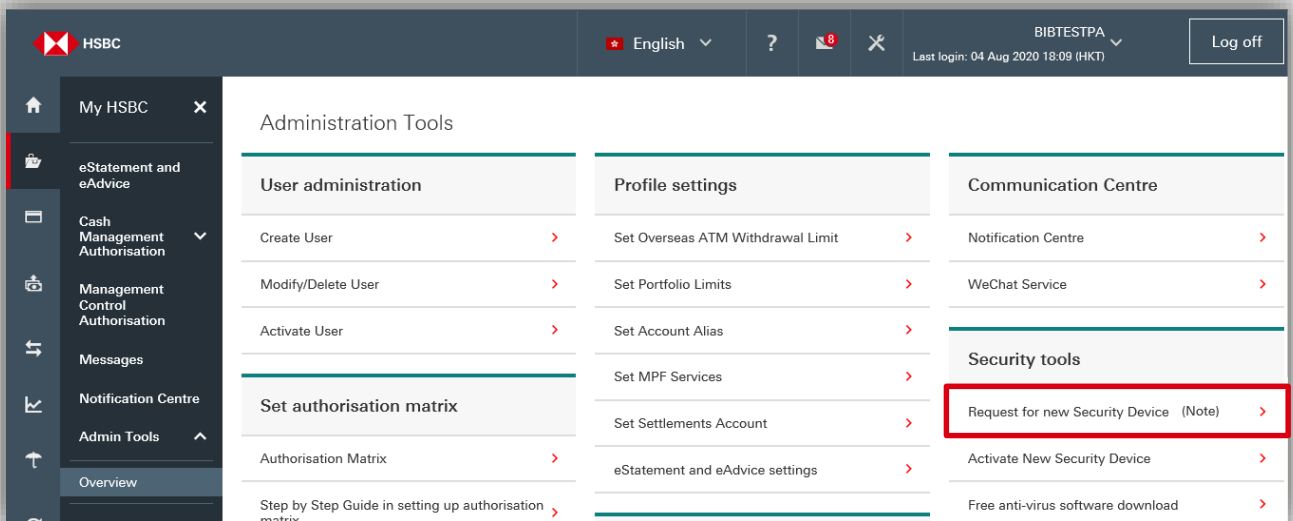 HSBC
English
?
8
BIBTESTPA
Last login: 04 Aug 2020 18:09 (HKT)
Log off
My HSBC
eStatement and
eAdvice
Cash
Management
Authorisation
Management
Control
Authorisation
Messages
Notification Centre
Admin Tools
Overview
Administration Tools
User administration
Create User
Modify/Delete User
Activate User
Set authorisation matrix
Authorisation Matrix
Step by Step Guide in setting up authorisation
matrix
Profile settings
Set Overseas ATM Withdrawal Limit
Set Portfolio Limits
Set Account Alias
Set MPF Services
Set Settlements Account
eStatement and eAdvice settings
Communication Centre
Notification Centre
WeChat Service
Security tools
Request for new Security Device (Note)
Activate New Security Device
Free anti-virus software download